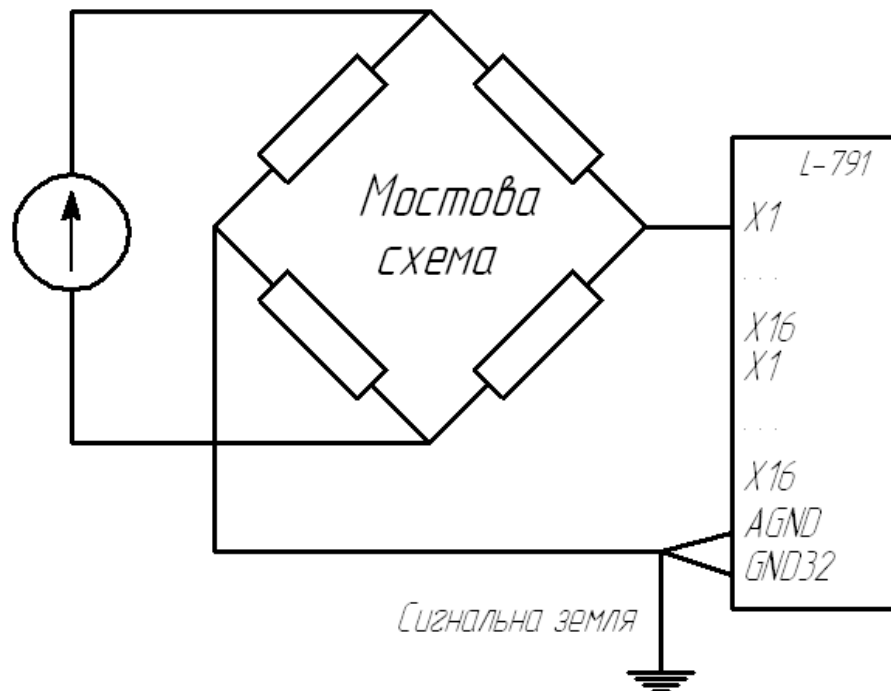 L-791
X1
Мостова
схема
...
X16
X1
...
X16
AGND
GND32
Сигнальна земля